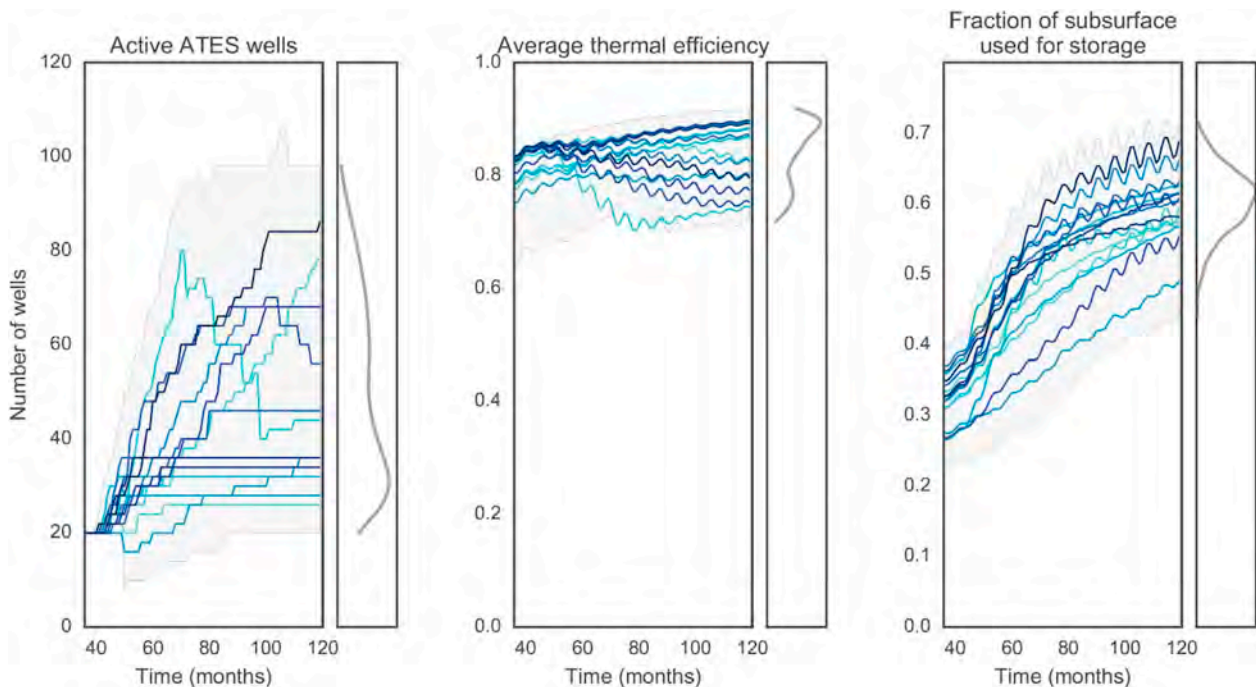 Active ATES wells
120
100
80
60
40
20
0
Number of wells
40 60 80 100 120
Time (months)
Average thermal efficiency
1.0
0.8
0.6
0.4
0.2
0.0
40 60 80 100 120
Time (months)
Fraction of subsurface
used for storage
0.7
0.6
0.5
0.4
0.3
0.2
0.1
0.0
40 60 80 100 120
Time (months)